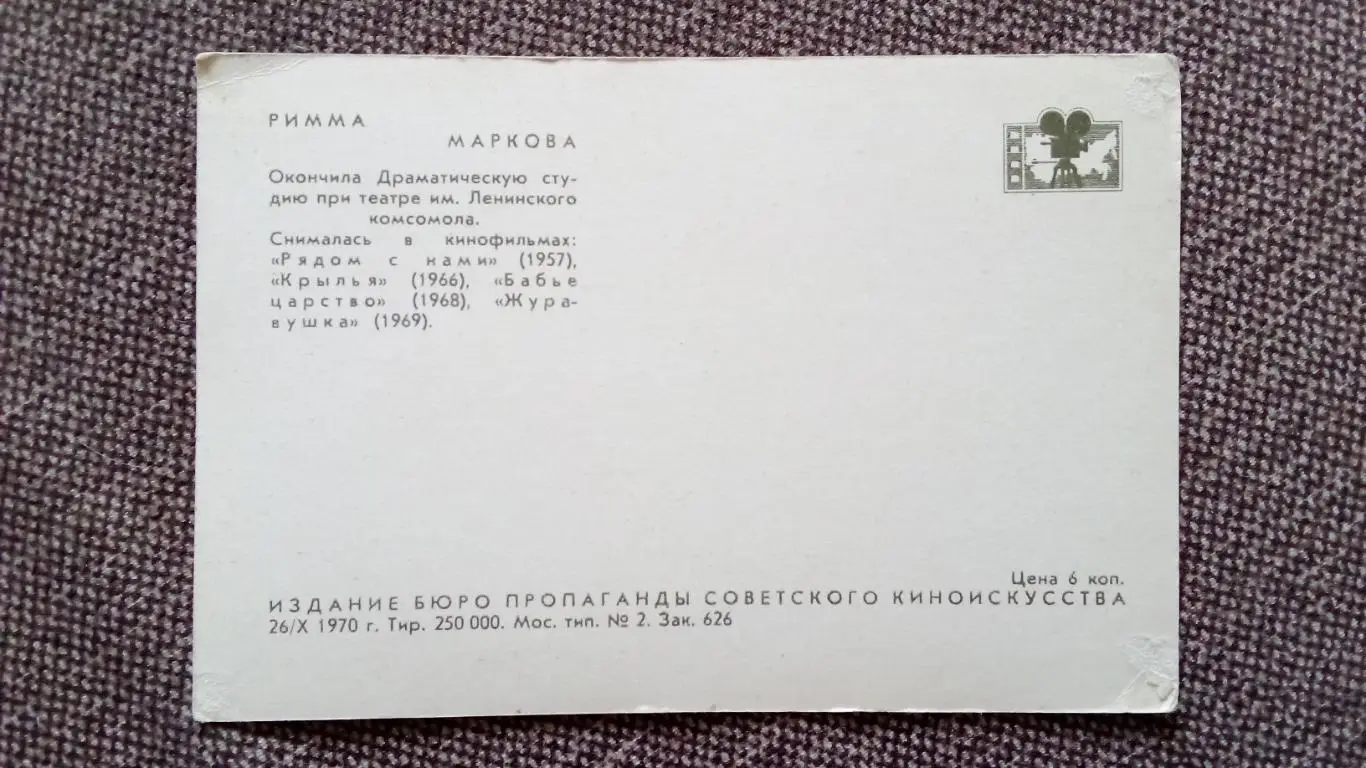 РИММА
МАРКОВА
Окончила Драматическую сту-
дию при театре им. Ленинского
комсомола.
Снималась в кинофильмах:
«Рядом с нами» (1957),
«Крылья» (1966), «Бабье
царство» (1968), «Жура-
вушка» (1969).
Цена 6 коп.
ИЗДАНИЕ БЮРО ПРОПАГАНДЫ СОВЕТСКОГО КИНОИСКУССТВА
26/X 1970 г. Тир. 250 000. Мос. тип. № 2. Зак. 626